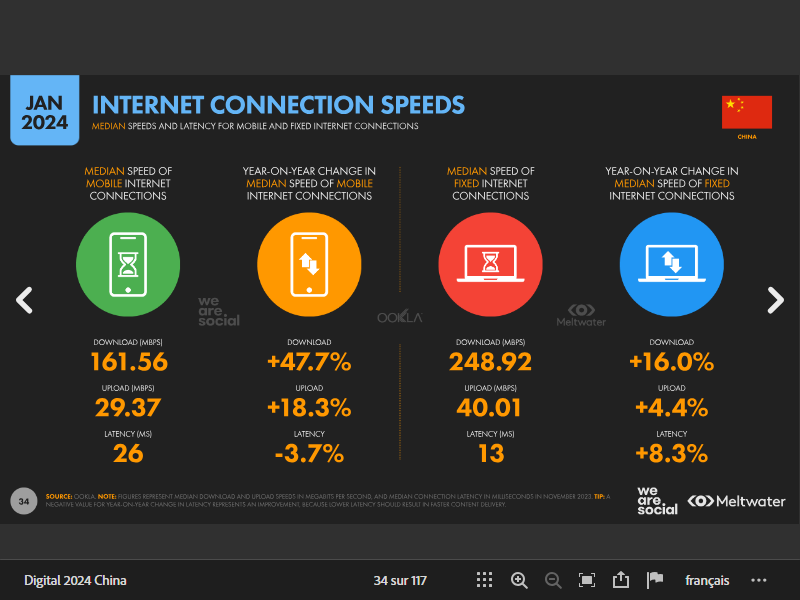 JAN
2024
INTERNET CONNECTION SPEEDS
MEDIAN SPEEDS AND LATENCY FOR MOBILE AND FIXED INTERNET CONNECTIONS
CHINA
MEDIAN SPEED OF
MOBILE INTERNET
CONNECTIONS
YEAR-ON-YEAR CHANGE IN
MEDIAN SPEED OF MOBILE
INTERNET CONNECTIONS
MEDIAN SPEED OF
FIXED INTERNET
CONNECTIONS
YEAR-ON-YEAR CHANGE IN
MEDIAN SPEED OF FIXED
INTERNET CONNECTIONS
we
are.
social
OOKLA
Meltwater
DOWNLOAD (MBPS)
161.56
UPLOAD (MBPS)
29.37
LATENCY (MS)
26
DOWNLOAD
+47.7%
UPLOAD
+18.3%
LATENCY
-3.7%
DOWNLOAD (MBPS)
248.92
UPLOAD (MBPS)
40.01
LATENCY (MS)
13
DOWNLOAD
+16.0%
UPLOAD
+4.4%
LATENCY
+8.3%
34
SOURCE: OOKLA. NOTE: FIGURES REPRESENT MEDIAN DOWNLOAD AND UPLOAD SPEEDS IN MEGABITS PER SECOND, AND MEDIAN CONNECTION LATENCY IN MILLISECONDS IN NOVEMBER 2023. TIP: A
NEGATIVE VALUE FOR YEAR-ON-YEAR CHANGE IN LATENCY REPRESENTS AN IMPROVEMENT, BECAUSE LOWER LATENCY SHOULD RESULT IN FASTER CONTENT DELIVERY.
we
are.
social
Meltwater
Digital 2024 China
34 sur 117
français